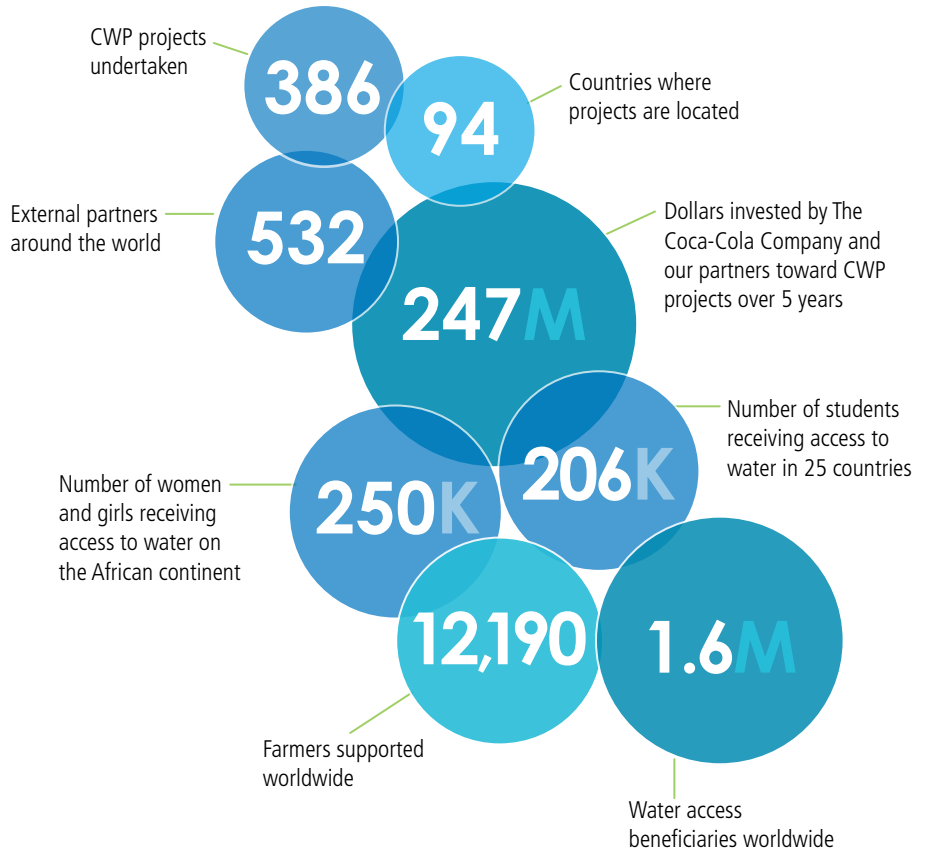 CWP projects
undertaken
386
94
Countries where
projects are located
External partners
around the world
532
Dollars invested by The
Coca-Cola Company and
our partners toward CWP
projects over 5 years
247M
Number of students
receiving access to
water in 25 countries
206K
Number of women
and girls receiving
access to water on
the African continent
250K
12,190
Farmers supported
worldwide
1.6M
Water access
beneficiaries worldwide